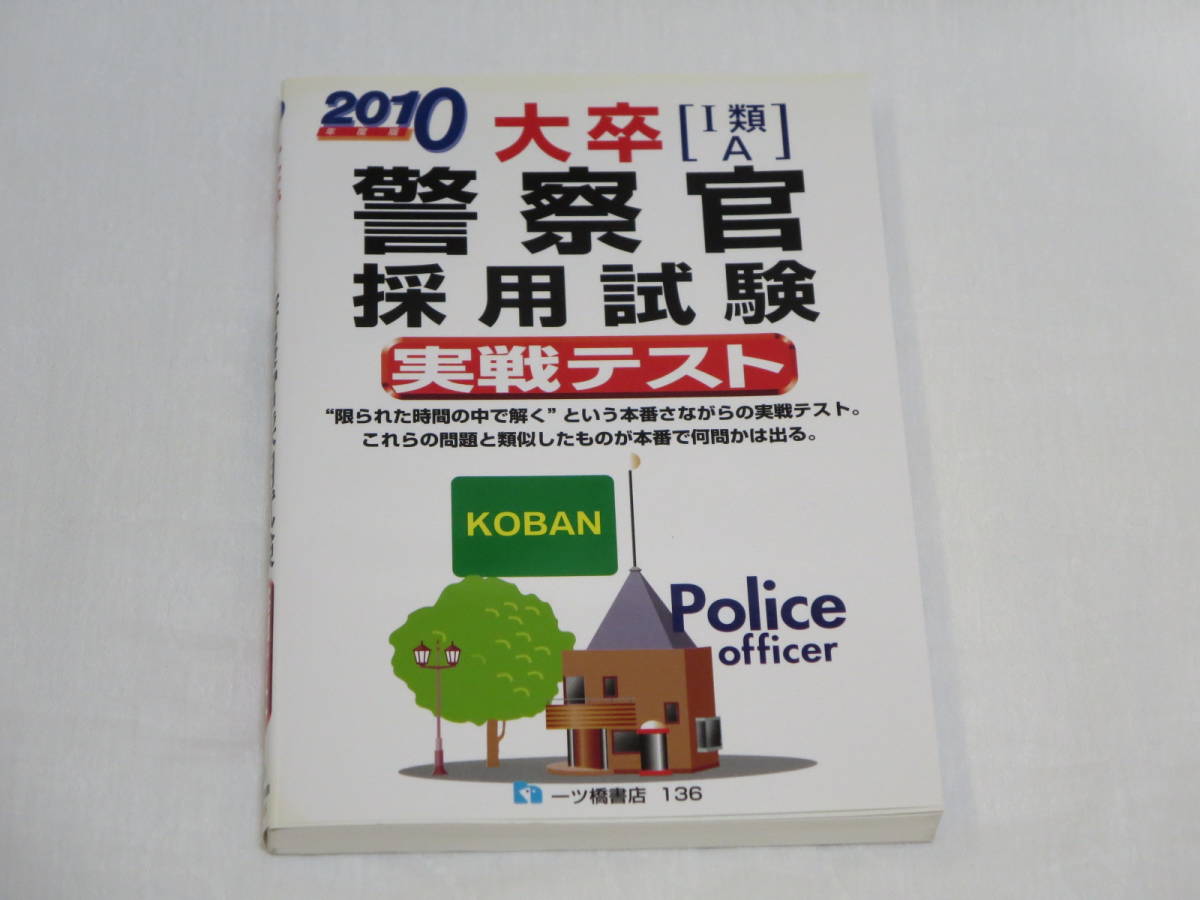 2010
年度版
大卒 [Ⅰ類 A]
警察官
採用試験
実戦テスト
“限られた時間の中で解く”という本番さながらの実戦テスト。
これらの問題と類似したものが本番で何問かは出る。
KOBAN
Police
officer
一ツ橋書店 136